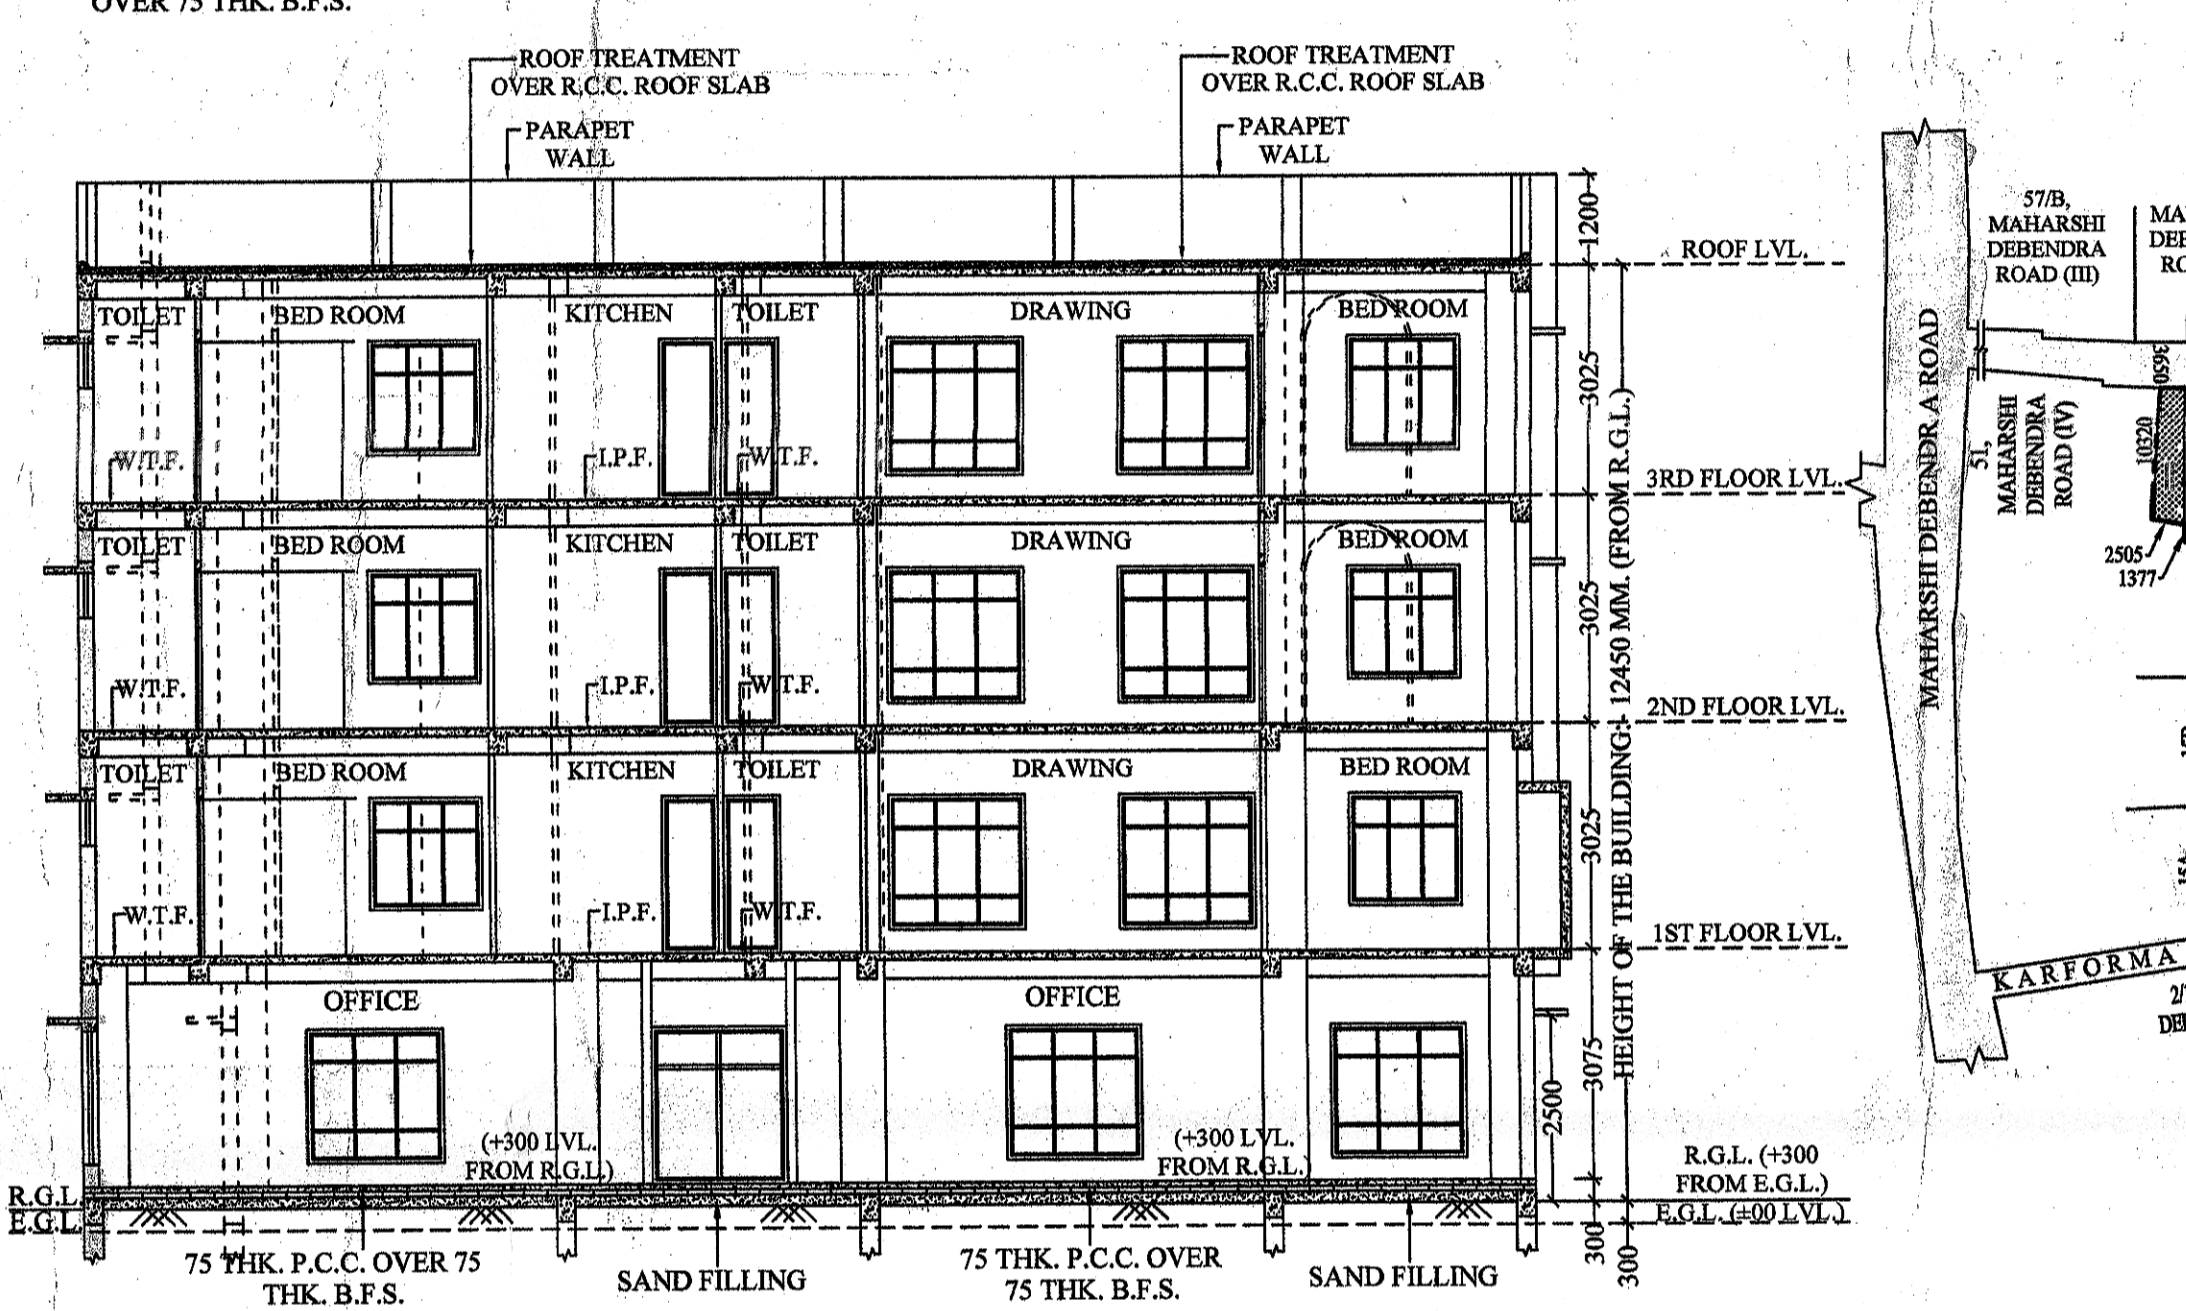 OVER 75 THK. B.F.S.
ROOF TREATMENT
OVER R.C.C. ROOF SLAB
ROOF TREATMENT
OVER R.C.C. ROOF SLAB
PARAPET
WALL
PARAPET
WALL
1200
ROOF LVL.
TOILET
BED ROOM
KITCHEN
TOILET
DRAWING
BED ROOM
3025
W.T.F.
I.P.F.
W.T.F.
3RD FLOOR LVL.
TOILET
BED ROOM
KITCHEN
TOILET
DRAWING
BED ROOM
3025
W.T.F.
I.P.F.
W.T.F.
2ND FLOOR LVL.
TOILET
BED ROOM
KITCHEN
TOILET
DRAWING
BED ROOM
3025
W.T.F.
I.P.F.
W.T.F.
1ST FLOOR LVL.
HEIGHT OF THE BUILDING:- 12450 MM. (FROM R.G.L.)
OFFICE
OFFICE
3075
2500
(+300 LVL.
FROM R.G.L.)
(+300 LVL.
FROM R.G.L.)
R.G.L.
E.G.L.
R.G.L. (+300
FROM E.G.L.)
E.G.L. (±00 LVL.)
300
300
75 THK. P.C.C. OVER 75
THK. B.F.S.
SAND FILLING
75 THK. P.C.C. OVER
75 THK. B.F.S.
SAND FILLING
MAHARSHI DEBENDRA ROAD
57/B,
MAHARSHI
DEBENDRA
ROAD (III)
3650
10320
51,
MAHARSHI
DEBENDRA
ROAD (IV)
2505
1377
KARFORMA